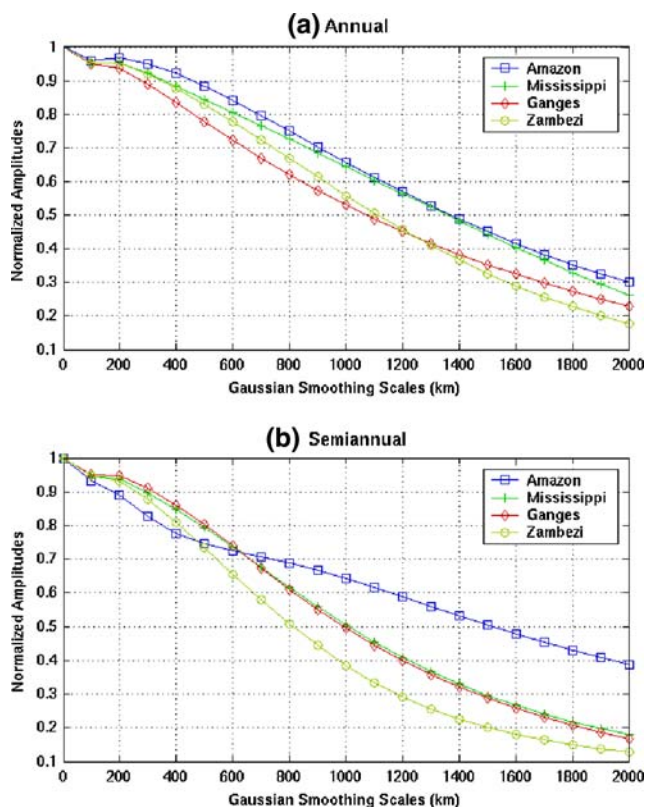 (a) Annual
Normalized Amplitudes
1
0.9
0.8
0.7
0.6
0.5
0.4
0.3
0.2
0.1
Amazon
Mississippi
Ganges
Zambezi
0 200 400 600 800 1000 1200 1400 1600 1800 2000
Gaussian Smoothing Scales (km)
(b) Semiannual
Normalized Amplitudes
1
0.9
0.8
0.7
0.6
0.5
0.4
0.3
0.2
0.1
Amazon
Mississippi
Ganges
Zambezi
0 200 400 600 800 1000 1200 1400 1600 1800 2000
Gaussian Smoothing Scales (km)